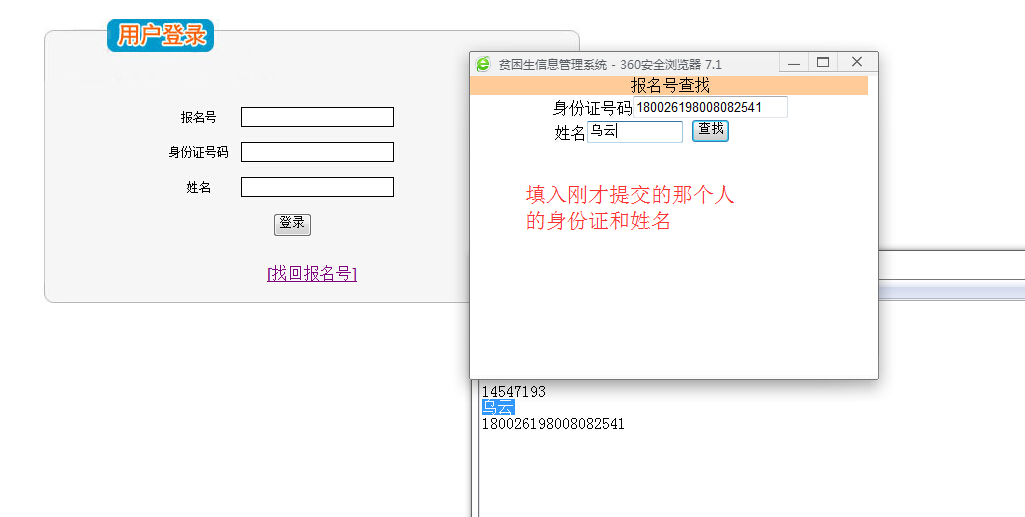 用户登录
报名号
身份证号码
姓名
登录
[找回报名号]
贫困生信息管理系统 - 360安全浏览器 7.1
报名号查找
身份证号码 180026198008082541
姓名 乌云 查找
填入刚才提交的那个人
的身份证和姓名
14547193
乌云
180026198008082541